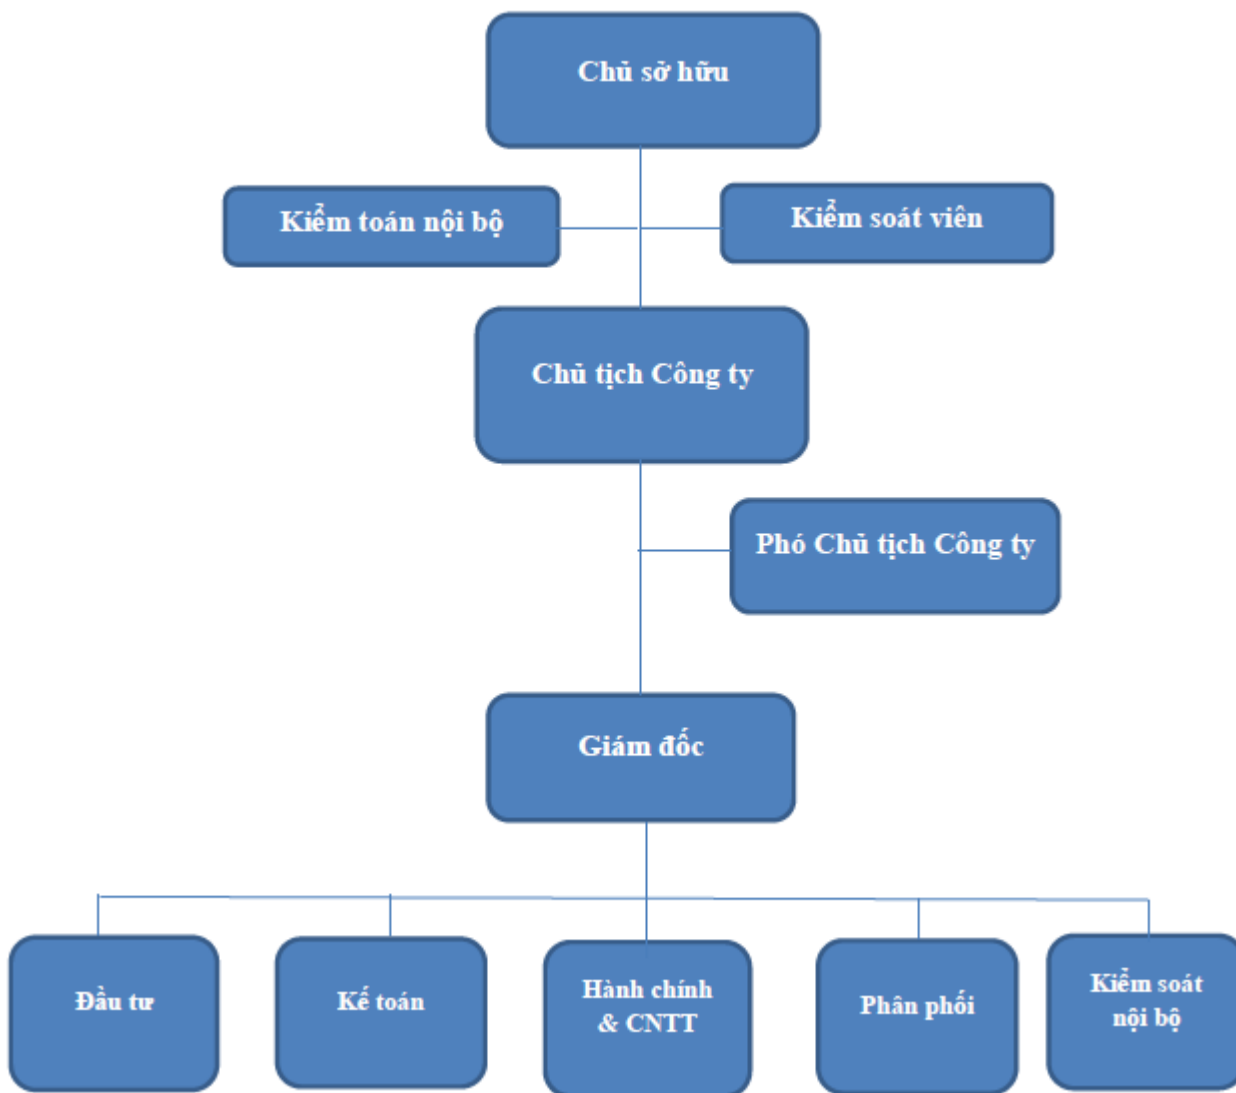 Chủ sở hữu
Kiểm toán nội bộ
Kiểm soát viên
Chủ tịch Công ty
Phó Chủ tịch Công ty
Giám đốc
Đầu tư
Kế toán
Hành chính
& CNTT
Phân phối
Kiểm soát
nội bộ